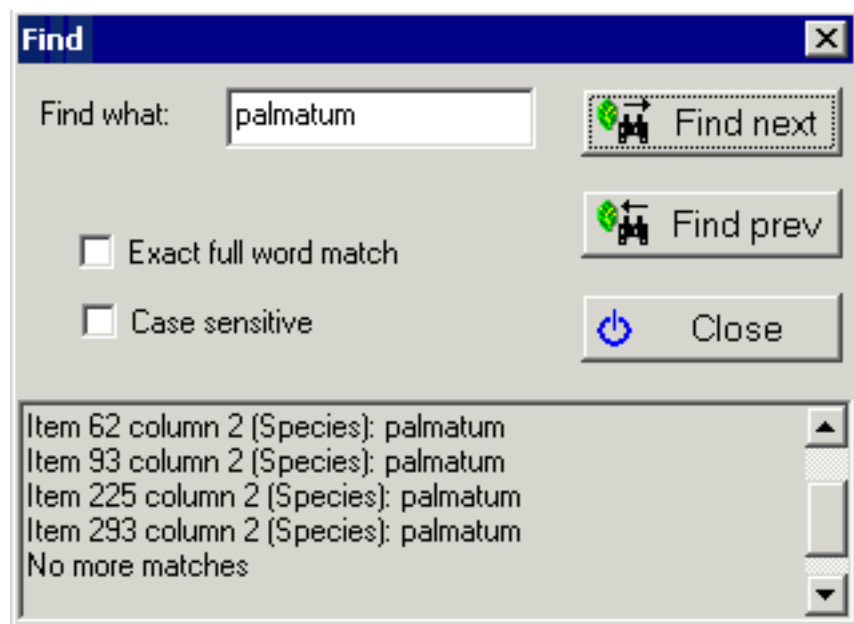 Find
Find what: palmatum
Find next
Find prev
Exact full word match
Case sensitive
Close
Item 62 column 2 (Species): palmatum
Item 93 column 2 (Species): palmatum
Item 225 column 2 (Species): palmatum
Item 293 column 2 (Species): palmatum
No more matches